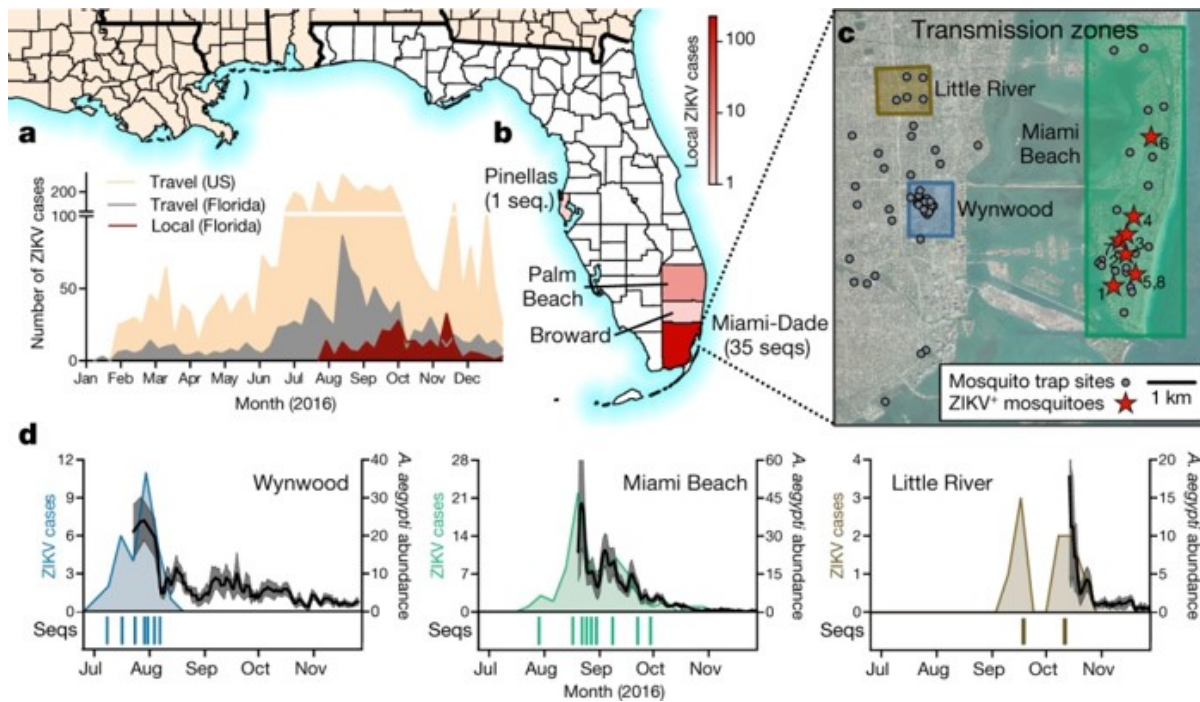 a
Travel (US)
Travel (Florida)
Local (Florida)
Number of ZIKV cases
200
100
50
0
Jan Feb Mar Apr May Jun Jul Aug Sep Oct Nov Dec
Month (2016)
b
Local ZIKV cases
100
10
1
Pinellas
(1 seq.)
Palm
Beach
Broward
Miami-Dade
(35 seqs)
c
Transmission zones
Little River
Miami
Beach
Wynwood
6
4
3
5,8
1
Mosquito trap sites
ZIKV+ mosquitoes
1 km
d
Wynwood
ZIKV cases
12
9
6
3
0
A. aegypti abundance
40
30
20
10
0
Seqs
Jul Aug Sep Oct Nov
Miami Beach
ZIKV cases
28
21
14
7
0
A. aegypti abundance
60
45
30
15
0
Seqs
Jul Aug Sep Oct Nov
Month (2016)
Little River
ZIKV cases
4
3
2
1
0
A. aegypti abundance
20
15
10
5
0
Seqs
Jul Aug Sep Oct Nov